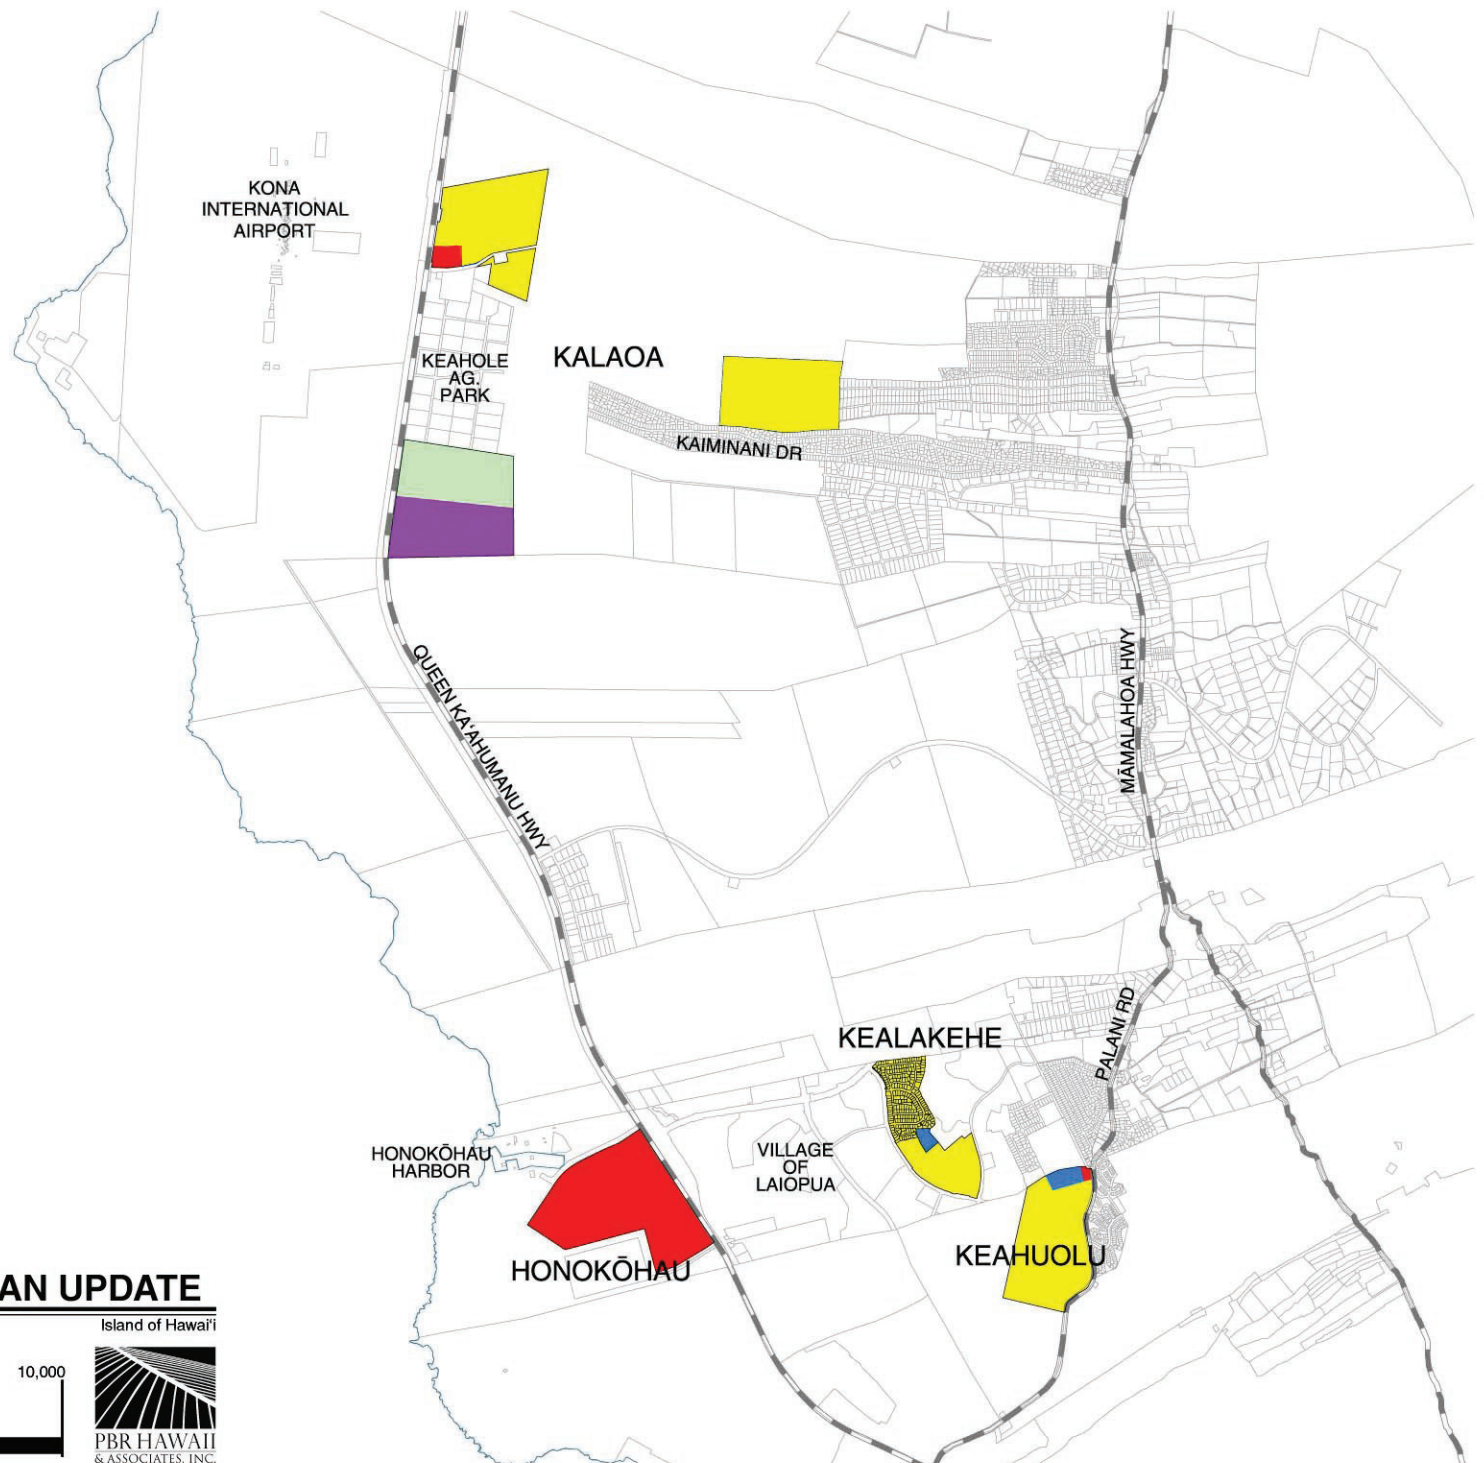 KONA
INTERNATIONAL
AIRPORT
KEAHOLE
AG.
PARK
KALAOA
KAIMINANI DR
QUEEN KA'AHUMANU HWY
MĀMALAHOA HWY
PALANI RD
KEALAKEHE
HONOKŌHAU
HARBOR
VILLAGE
OF
LAIOPUA
HONOKŌHAU
KEAHUOLU
AN UPDATE
Island of Hawai'i
10,000
PBR HAWAII
& ASSOCIATES, INC.